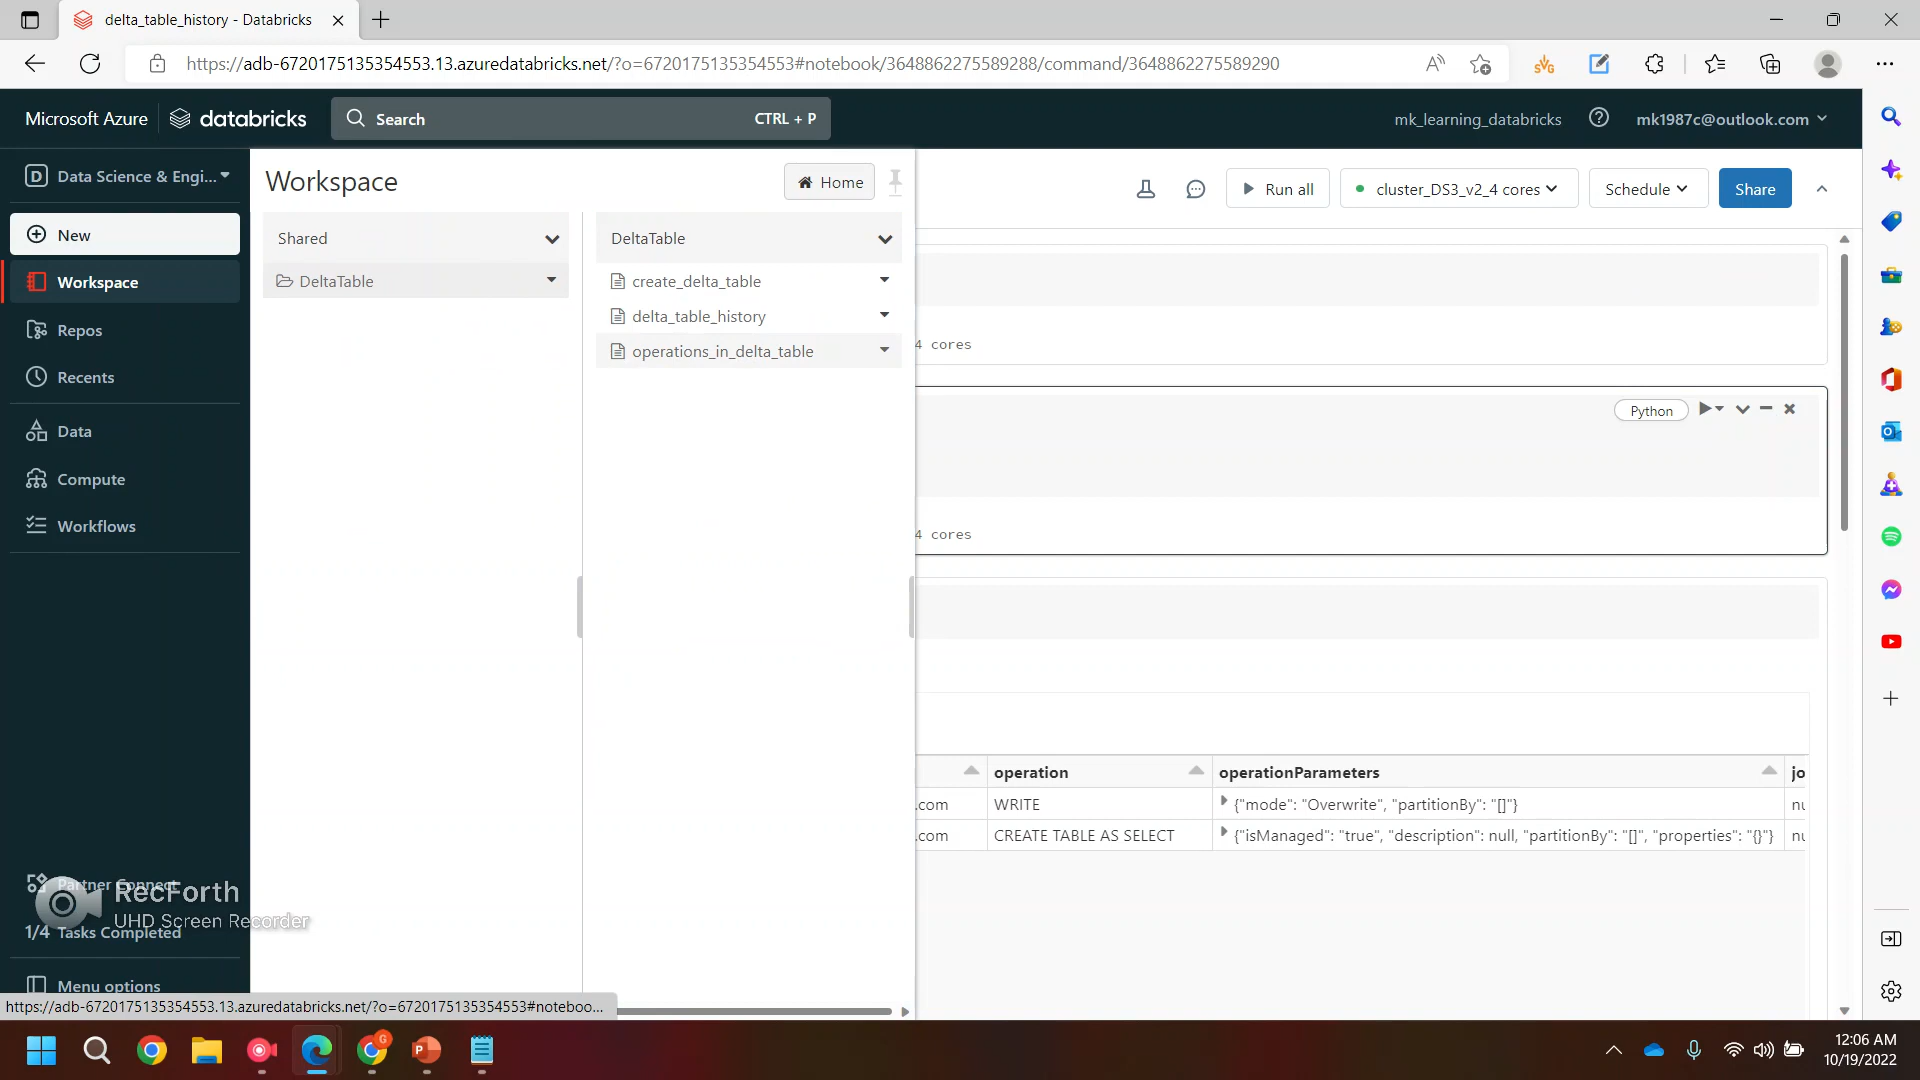 delta_table_history - Databricks
https://adb-6720175135354553.13.azuredatabricks.net/?o=6720175135354553#notebook/3648862275589288/command/3648862275589290
Microsoft Azure
databricks
Search
CTRL + P
mk_learning_databricks
mk1987c@outlook.com
D
Data Science & Engi...
New
Workspace
Repos
Recents
Data
Compute
Workflows
Partner Connect
1/4 Tasks Completed
Menu options
RecForth
UHD Screen Recorder
Workspace
Home
Shared
DeltaTable
DeltaTable
create_delta_table
delta_table_history
operations_in_delta_table
Run all
cluster_DS3_v2_4 cores
Schedule
Share
4 cores
Python
4 cores
operation
operationParameters
jo
.com
WRITE
{"mode": "Overwrite", "partitionBy": "[]"}
nu
.com
CREATE TABLE AS SELECT
{"isManaged": "true", "description": null, "partitionBy": "[]", "properties": "{}"}
nu
https://adb-6720175135354553.13.azuredatabricks.net/?o=6720175135354553#noteboo...
12:06 AM
10/19/2022